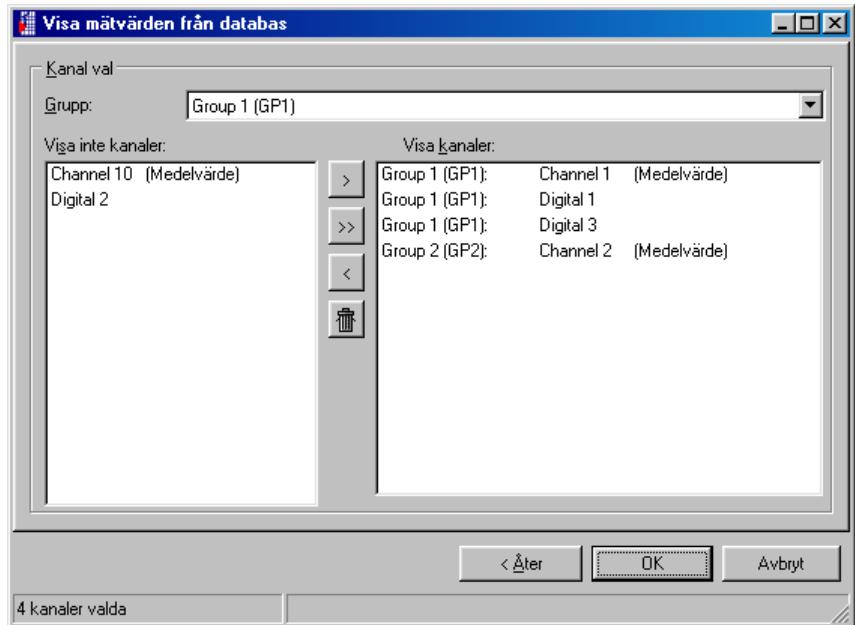 Visa mätvärden från databas
Kanal val
Grupp: Group 1 (GP1)
Visa inte kanaler:
Visa kanaler:
Channel 10 (Medelvärde)
Digital 2
>
>>
<
Group 1 (GP1): Channel 1 (Medelvärde)
Group 1 (GP1): Digital 1
Group 1 (GP1): Digital 3
Group 2 (GP2): Channel 2 (Medelvärde)
< Åter
OK
Avbryt
4 kanaler valda